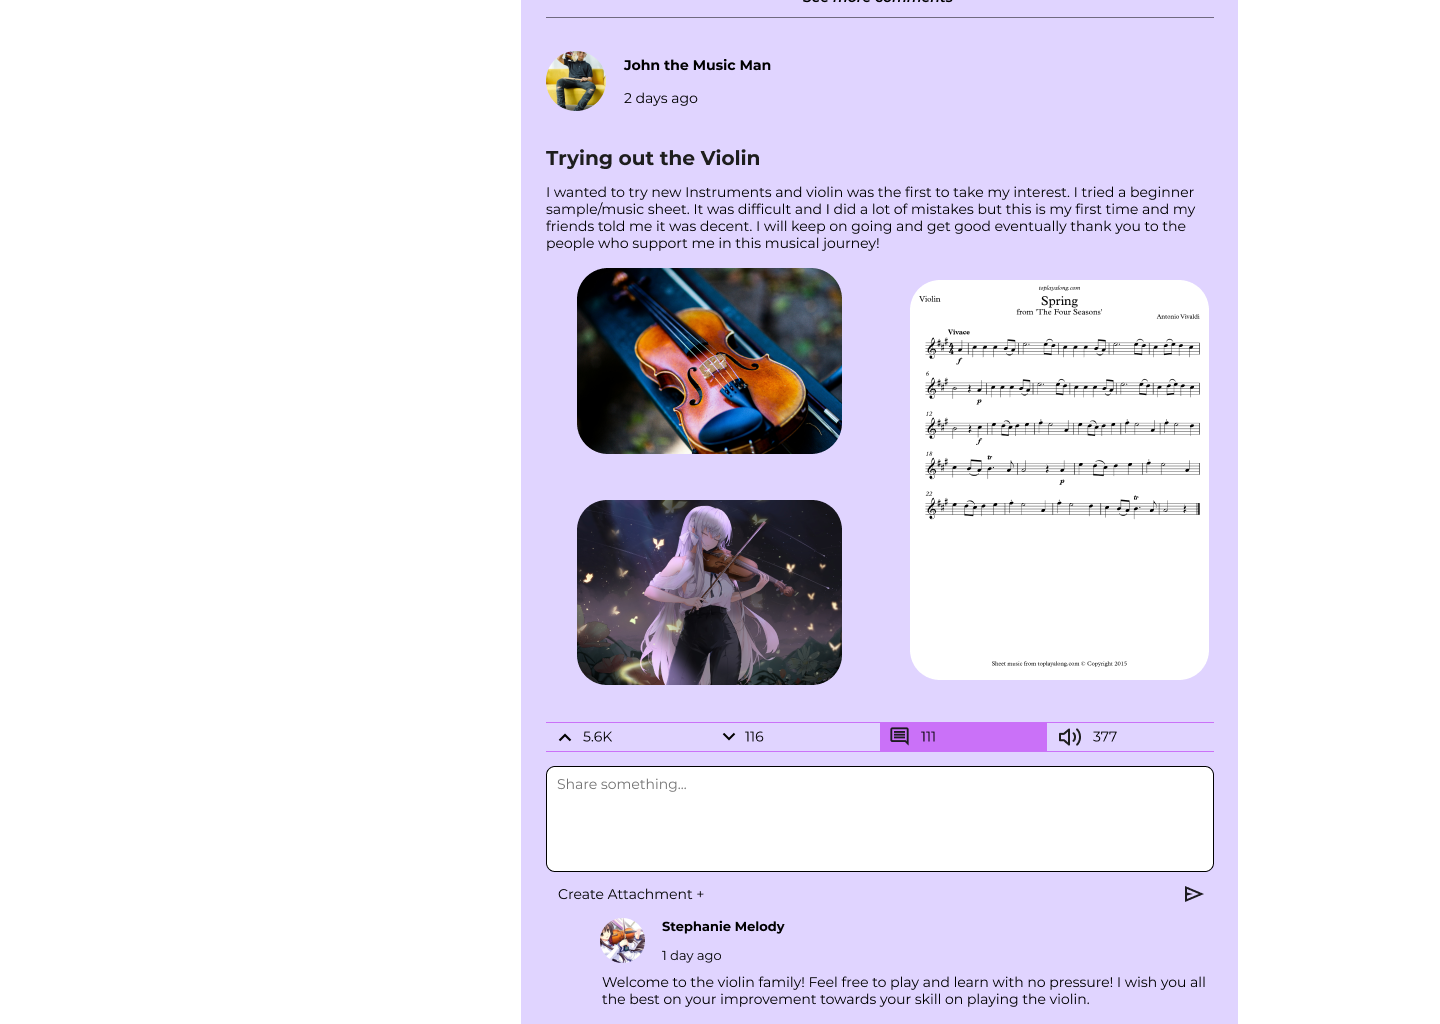 See more comments
John the Music Man
2 days ago
Trying out the Violin
I wanted to try new Instruments and violin was the first to take my interest. I tried a beginner
sample/music sheet. It was difficult and I did a lot of mistakes but this is my first time and my
friends told me it was decent. I will keep on going and get good eventually thank you to the
people who support me in this musical journey!
toplayalong.com
Violin
Spring
from 'The Four Seasons'
Antonio Vivaldi
Vivace
f
6
p
12
f
18
tr
p
22
tr
Sheet music from toplayalong.com © Copyright 2015
5.6K
116
111
377
Share something...
Create Attachment +
Stephanie Melody
1 day ago
Welcome to the violin family! Feel free to play and learn with no pressure! I wish you all
the best on your improvement towards your skill on playing the violin.